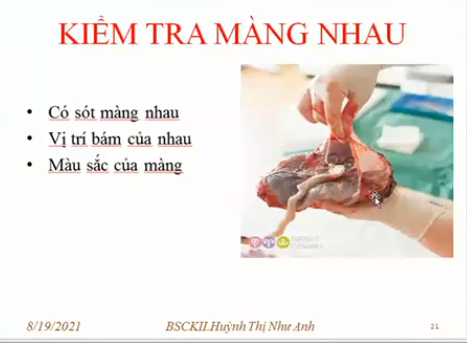 KIỂM TRA MÀNG NHAU
• Có sót màng nhau
• Vị trí bám của nhau
• Màu sắc của màng
8/19/2021
BSCKII.Huỳnh Thị Như Anh
21